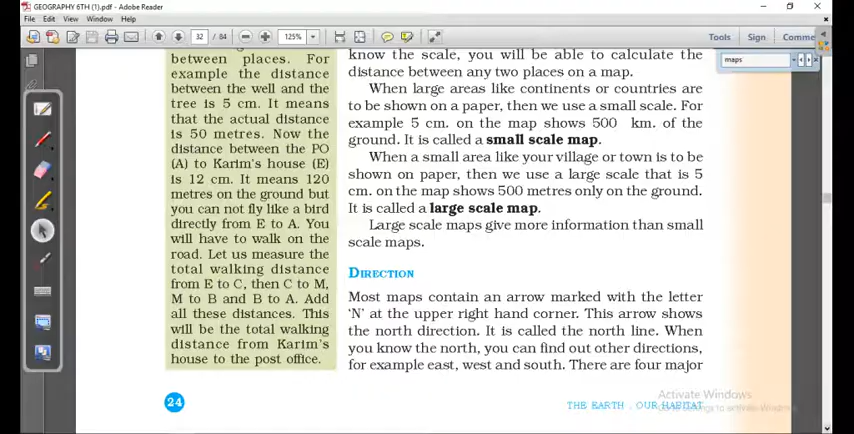 GEOGRAPHY 6TH (1).pdf - Adobe Reader
File Edit View Window Help
32 / 84 125% Tools Sign Comme
maps
between places. For
example the distance
between the well and the
tree is 5 cm. It means
that the actual distance
is 50 metres. Now the
distance between the PO
(A) to Karim's house (E)
is 12 cm. It means 120
metres on the ground but
you can not fly like a bird
directly from E to A. You
will have to walk on the
road. Let us measure the
total walking distance
from E to C, then C to M,
M to B and B to A. Add
all these distances. This
will be the total walking
distance from Karim's
house to the post office.
know the scale, you will be able to calculate the
distance between any two places on a map.
When large areas like continents or countries are
to be shown on a paper, then we use a small scale. For
example 5 cm. on the map shows 500 km. of the
ground. It is called a small scale map.
When a small area like your village or town is to be
shown on paper, then we use a large scale that is 5
cm. on the map shows 500 metres only on the ground.
It is called a large scale map.
Large scale maps give more information than small
scale maps.
DIRECTION
Most maps contain an arrow marked with the letter
'N' at the upper right hand corner. This arrow shows
the north direction. It is called the north line. When
you know the north, you can find out other directions,
for example east, west and south. There are four major
24
THE EARTH : OUR HABITAT
Activate Windows